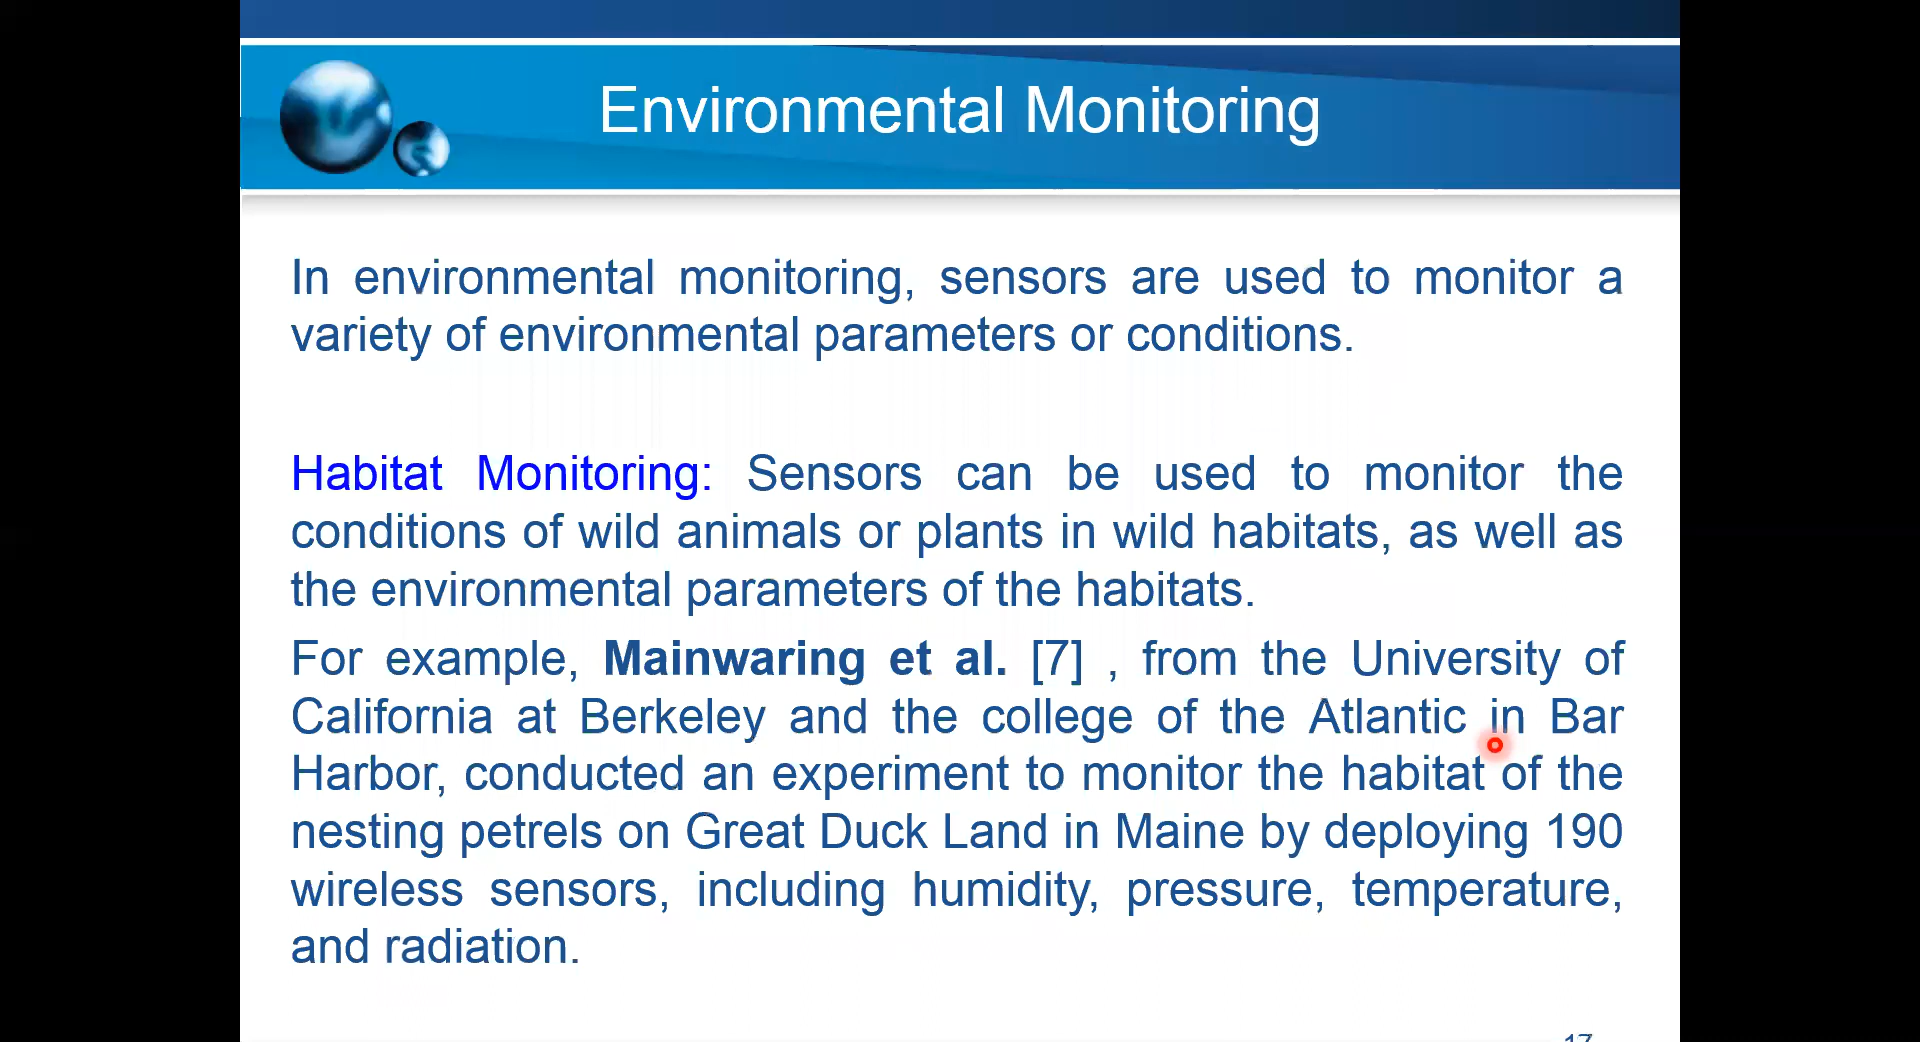 Environmental Monitoring
In environmental monitoring, sensors are used to monitor a
variety of environmental parameters or conditions.
Habitat Monitoring: Sensors can be used to monitor the
conditions of wild animals or plants in wild habitats, as well as
the environmental parameters of the habitats.
For example, Mainwaring et al. [7] , from the University of
California at Berkeley and the college of the Atlantic in Bar
Harbor, conducted an experiment to monitor the habitat of the
nesting petrels on Great Duck Land in Maine by deploying 190
wireless sensors, including humidity, pressure, temperature,
and radiation.
17